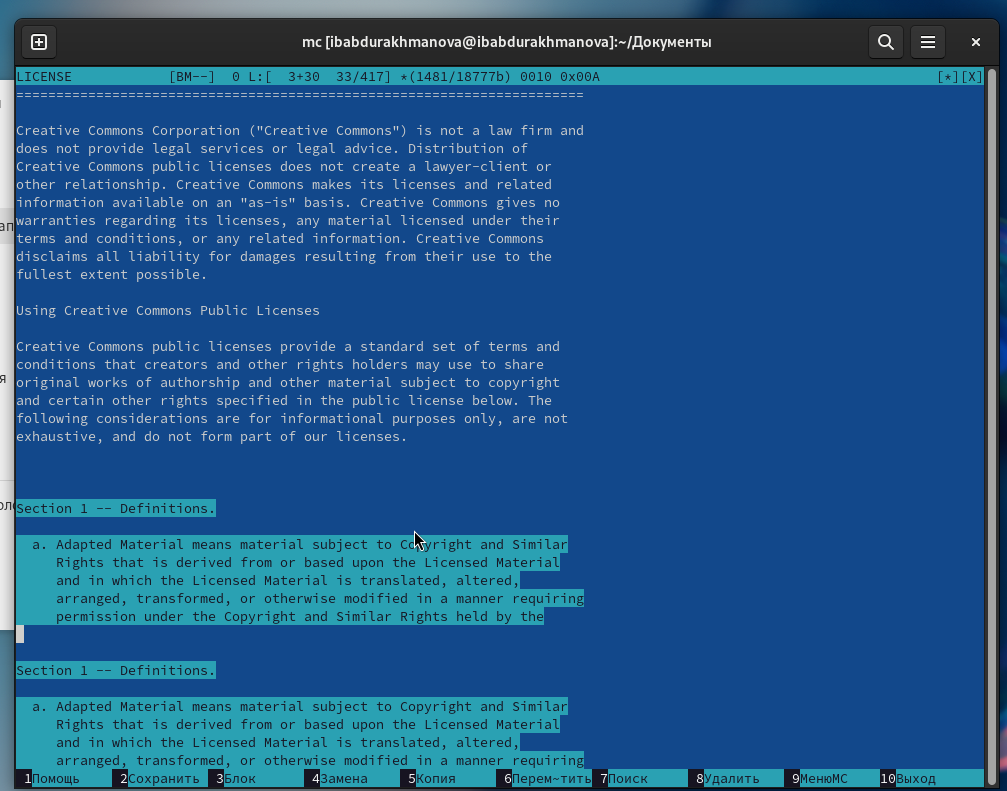 mc [ibabdurakhmanova@ibabdurakhmanova]:~/Документы
LICENSE [BM--] 0 L:[ 3+30 33/417] *(1481/18777b) 0010 0x00A [*][X]
=======================================================================
Creative Commons Corporation ("Creative Commons") is not a law firm and
does not provide legal services or legal advice. Distribution of
Creative Commons public licenses does not create a lawyer-client or
other relationship. Creative Commons makes its licenses and related
information available on an "as-is" basis. Creative Commons gives no
warranties regarding its licenses, any material licensed under their
terms and conditions, or any related information. Creative Commons
disclaims all liability for damages resulting from their use to the
fullest extent possible.
Using Creative Commons Public Licenses
Creative Commons public licenses provide a standard set of terms and
conditions that creators and other rights holders may use to share
original works of authorship and other material subject to copyright
and certain other rights specified in the public license below. The
following considerations are for informational purposes only, are not
exhaustive, and do not form part of our licenses.
Section 1 -- Definitions.
a. Adapted Material means material subject to Copyright and Similar
Rights that is derived from or based upon the Licensed Material
and in which the Licensed Material is translated, altered,
arranged, transformed, or otherwise modified in a manner requiring
permission under the Copyright and Similar Rights held by the
Section 1 -- Definitions.
a. Adapted Material means material subject to Copyright and Similar
Rights that is derived from or based upon the Licensed Material
and in which the Licensed Material is translated, altered,
arranged, transformed, or otherwise modified in a manner requiring
1Помощь 2Сохранить 3Блок 4Замена 5Копия 6Перем~тить 7Поиск 8Удалить 9МенюМС 10Выход